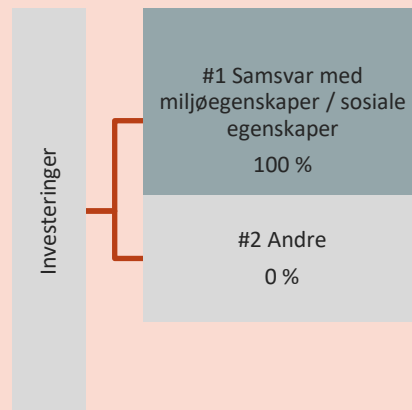 Investeringer
#1 Samsvar med
miljøegenskaper / sosiale
egenskaper
100 %
#2 Andre
0 %